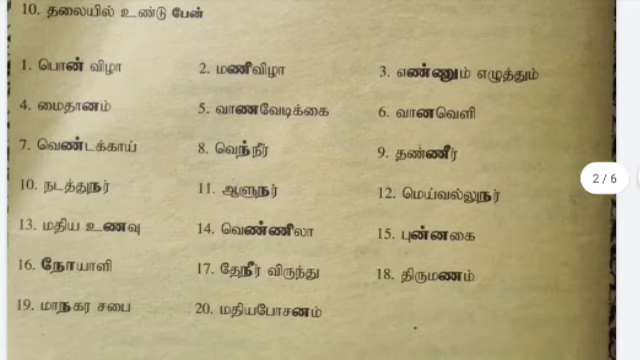 10. தலையில் உண்டு பேன்
1. பொன் விழா 2. மணீவிழா 3. எண்ணும் எழுத்தும்
4. மைதானம் 5. வாணவேடிக்கை 6. வானவெளி
7. வெண்டக்காய் 8. வெந்நீர் 9. தண்ணீர்
10. நடத்துநர் 11. ஆளுநர் 12. மெய்வல்லுநர்
13. மதிய உணவு 14. வெண்ணிலா 15. புன்னகை
16. நோயாளி 17. தேநீர் விருந்து 18. திருமணம்
19. மாநகர சபை 20. மதியபோசனம்
2 / 6